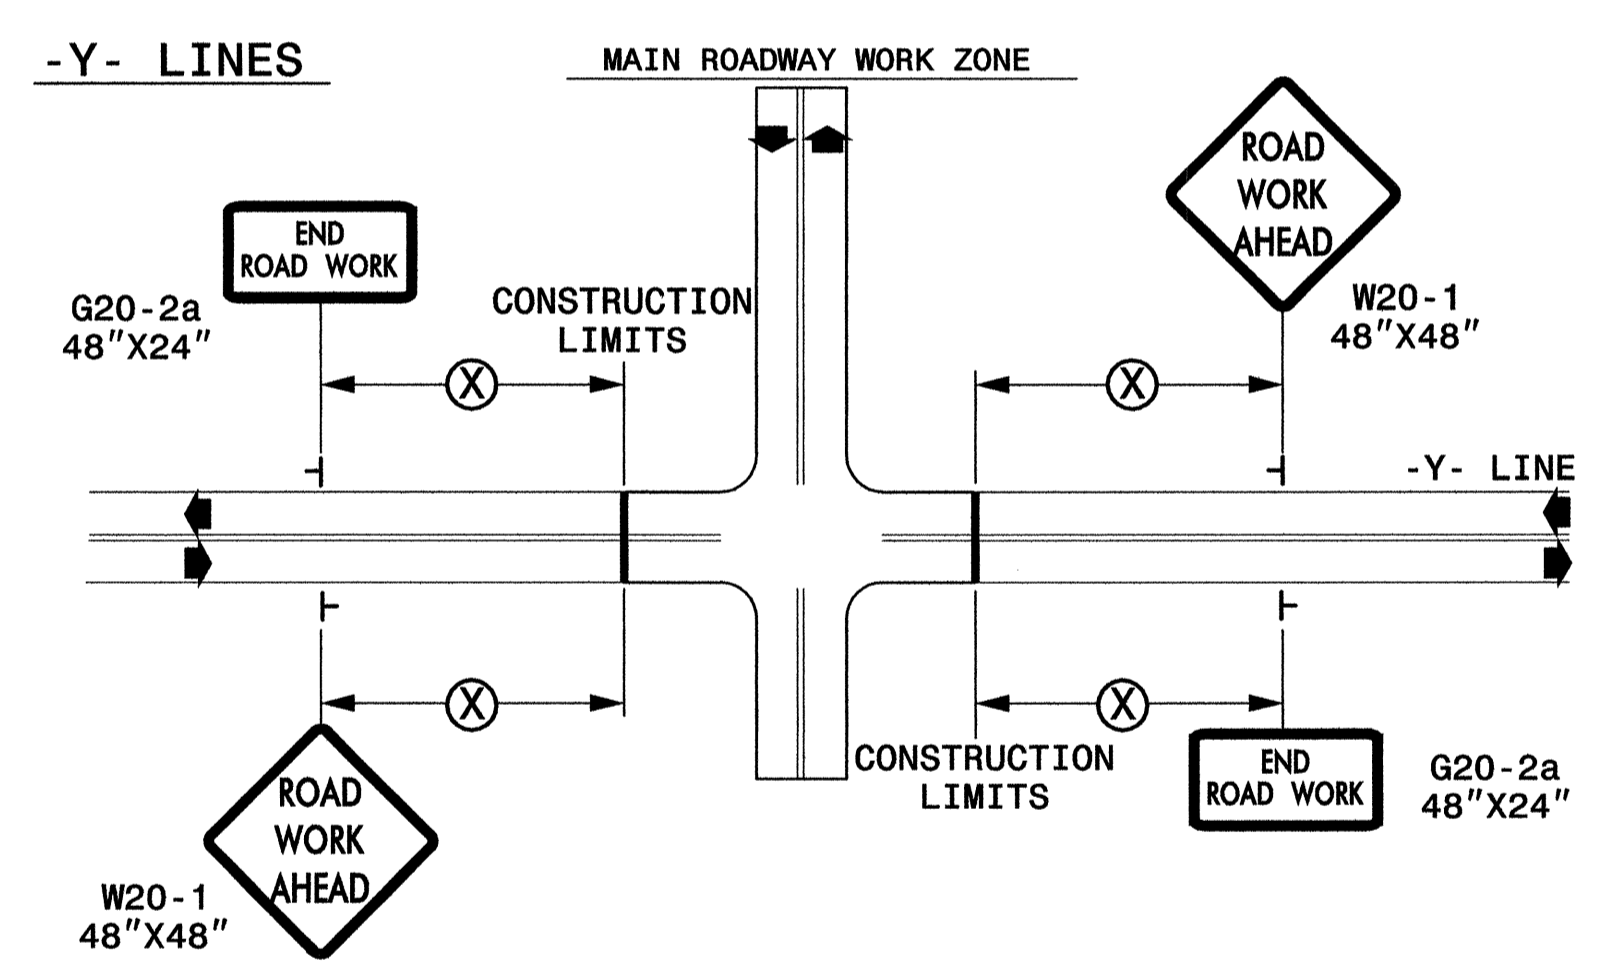 -Y- LINES
MAIN ROADWAY WORK ZONE
ROAD
WORK
AHEAD
W20-1
48"X48"
END
ROAD WORK
G20-2a
48"X24"
CONSTRUCTION
LIMITS
X
X
-Y- LINE
X
X
ROAD
WORK
AHEAD
W20-1
48"X48"
CONSTRUCTION
LIMITS
END
ROAD WORK
G20-2a
48"X24"